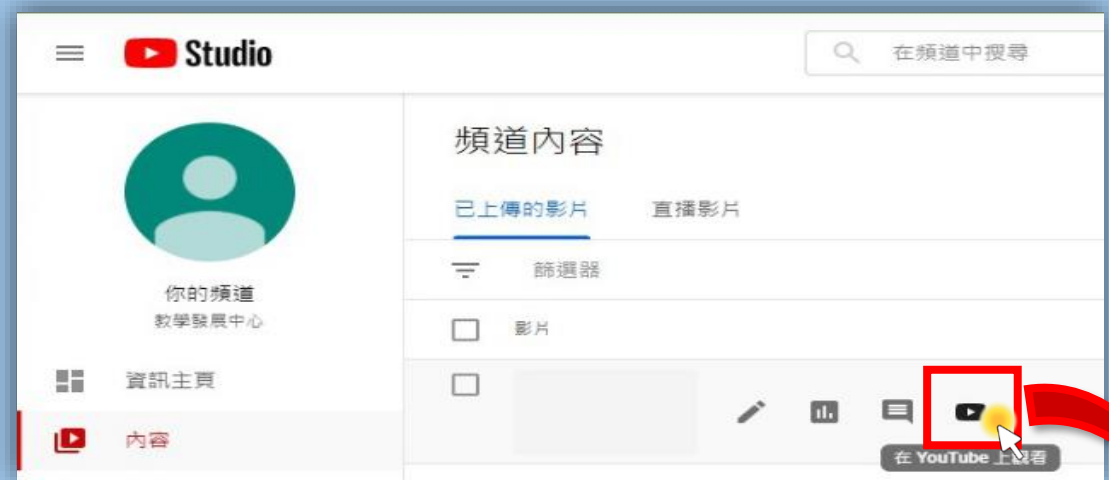 Studio
在頻道中搜尋
頻道內容
已上傳的影片 直播影片
篩選器
影片
你的頻道
教學發展中心
資訊主頁
內容
在 YouTube 上觀看